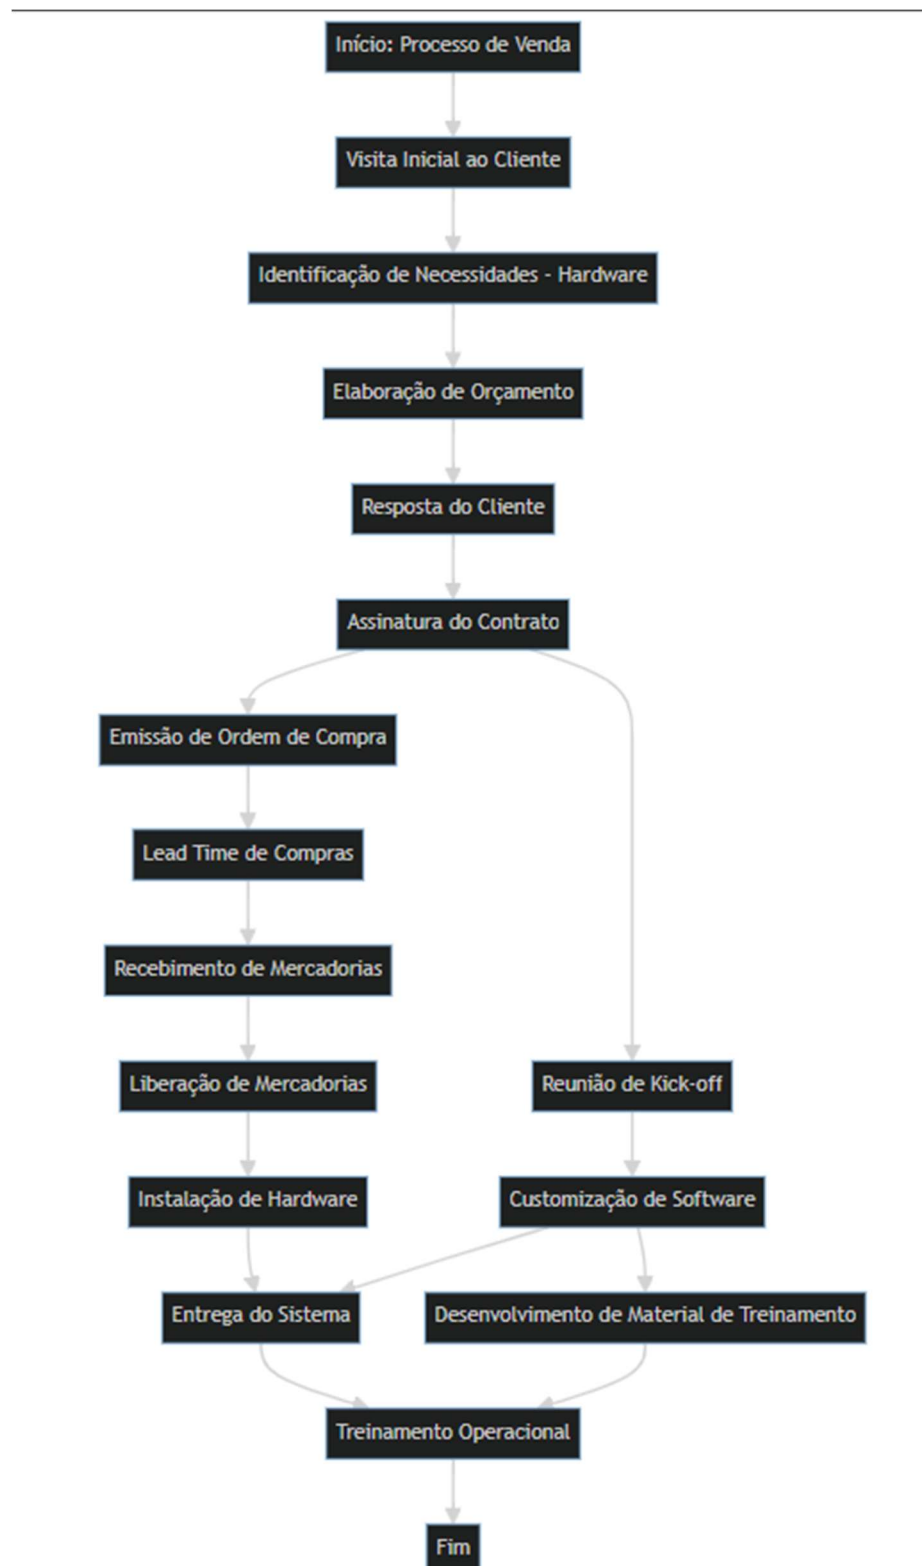 Início: Processo de Venda
Visita Inicial ao Cliente
Identificação de Necessidades - Hardware
Elaboração de Orçamento
Resposta do Cliente
Assinatura do Contrato
Emissão de Ordem de Compra
Lead Time de Compras
Recebimento de Mercadorias
Liberação de Mercadorias
Reunião de Kick-off
Instalação de Hardware
Customização de Software
Entrega do Sistema
Desenvolvimento de Material de Treinamento
Treinamento Operacional
Fim